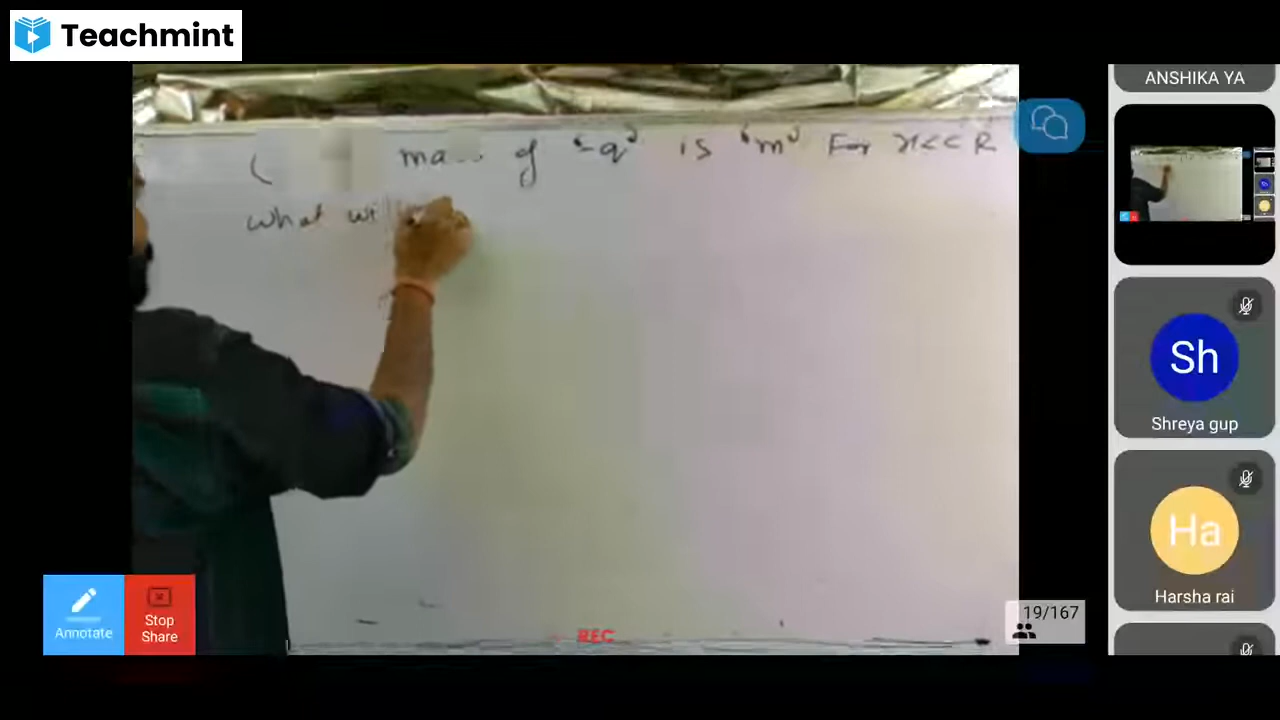 Teachmint
ANSHIKA YA
( ma... of '-q' is 'm' For x<<R
what wi
Sh
Shreya gup
Ha
Harsha rai
Annotate
Stop
Share
REC
19/167